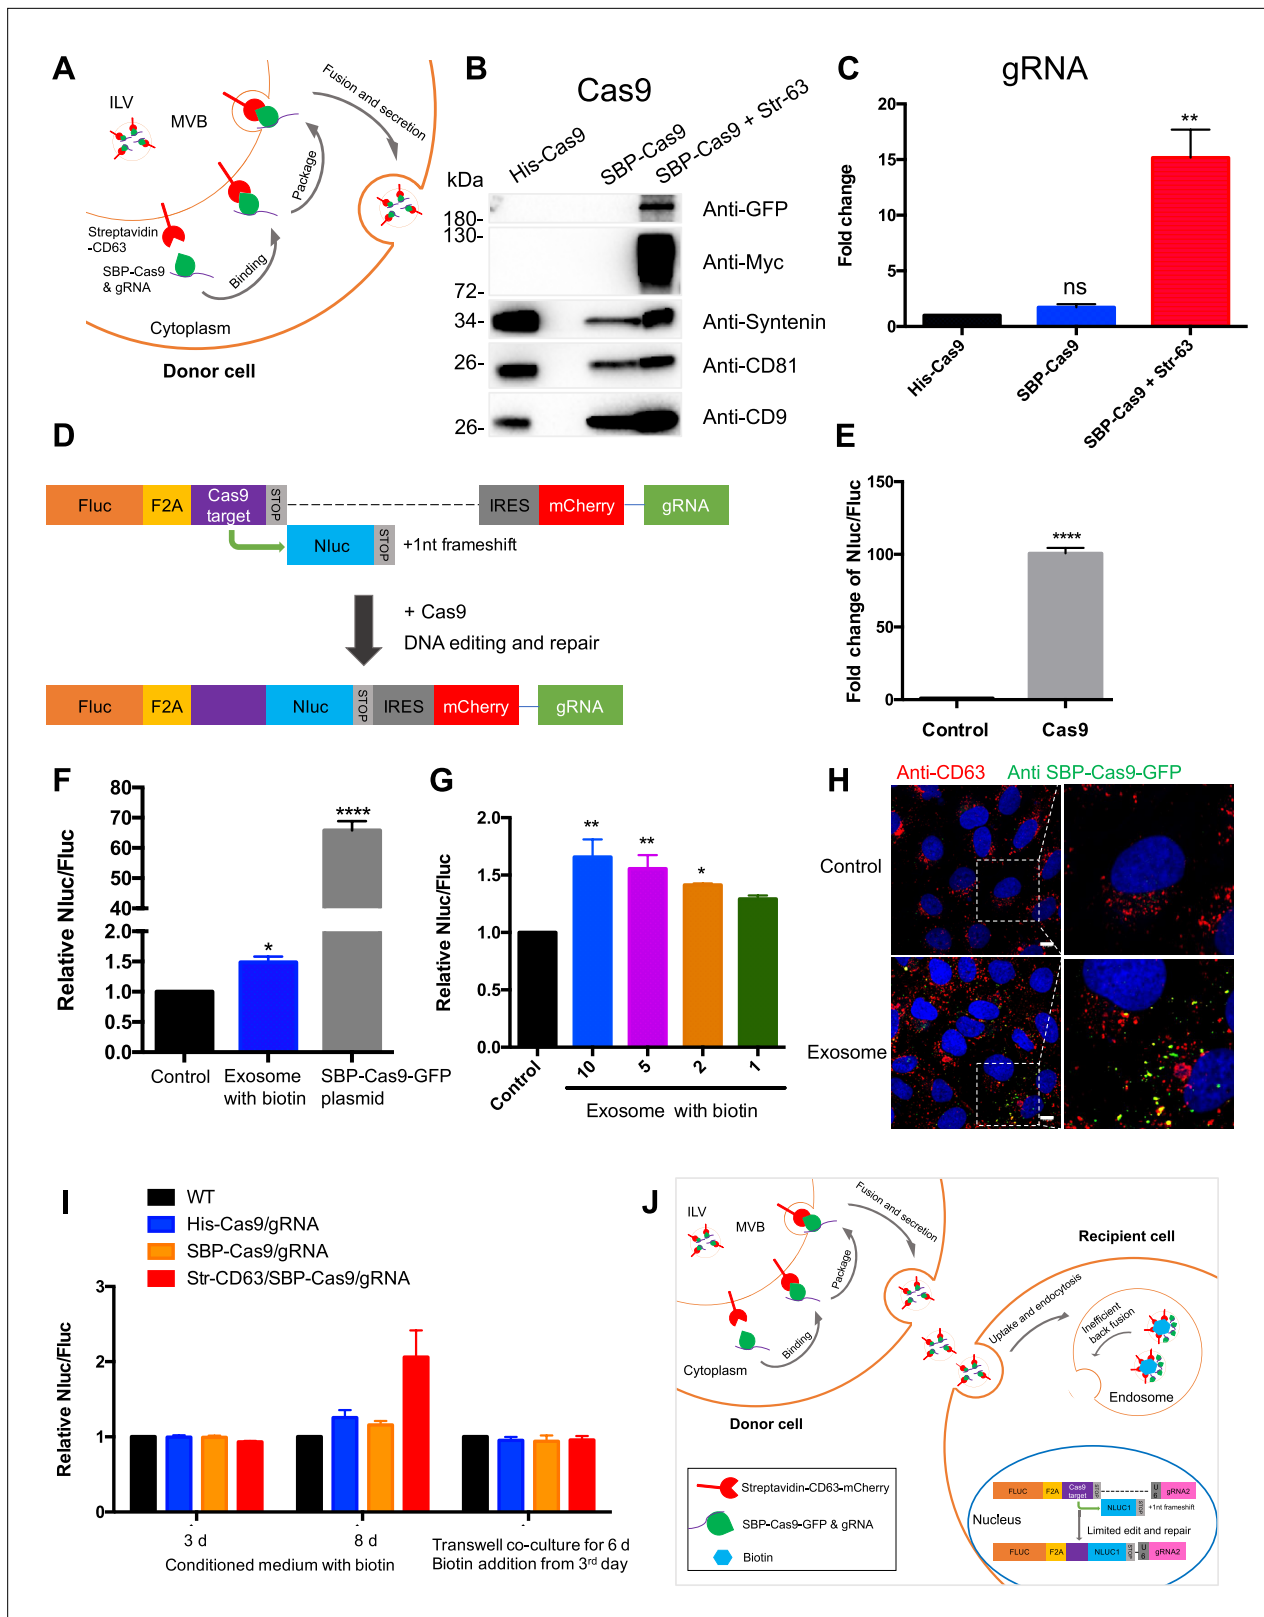 A
ILV
MVB
Fusion and secretion
Package
Streptavidin
-CD63
SBP-Cas9
& gRNA
Binding
Cytoplasm
Donor cell
B
Cas9
His-Cas9
SBP-Cas9
SBP-Cas9 + Str-63
kDa
180-
Anti-GFP
130-
Anti-Myc
72-
34-
Anti-Syntenin
26-
Anti-CD81
26-
Anti-CD9
C
gRNA
Fold change
20
15
10
5
0
ns
**
His-Cas9
SBP-Cas9
SBP-Cas9 + Str-63
D
Fluc
F2A
Cas9
target
STOP
IRES
mCherry
gRNA
Nluc
STOP
+1nt frameshift
+ Cas9
DNA editing and repair
Fluc
F2A
Nluc
STOP
IRES
mCherry
gRNA
E
Fold change of Nluc/Fluc
150
100
50
0
****
Control
Cas9
F
Relative Nluc/Fluc
80
70
60
50
40
2.0
1.5
1.0
0.5
0.0
*
****
Control
Exosome
with biotin
SBP-Cas9-GFP
plasmid
G
Relative Nluc/Fluc
2.0
1.5
1.0
0.5
0.0
**
**
*
Control
10
5
2
1
Exosome with biotin
H
Anti-CD63
Anti SBP-Cas9-GFP
Control
Exosome
I
WT
His-Cas9/gRNA
SBP-Cas9/gRNA
Str-CD63/SBP-Cas9/gRNA
Relative Nluc/Fluc
3
2
1
0
3 d
8 d
Conditioned medium with biotin
Transwell co-culture for 6 d
Biotin addition from 3rd day
J
ILV
MVB
Fusion and secretion
Package
Binding
Cytoplasm
Donor cell
Recipient cell
Uptake and endocytosis
Inefficient
back fusion
Endosome
Streptavidin-CD63-mCherry
SBP-Cas9-GFP & gRNA
Biotin
FLUC
F2A
Cas9
target
STOP
U6
gRNA2
NLUC1
STOP
+1nt frameshift
Nucleus
Limited edit and repair
FLUC
F2A
NLUC1
STOP
U6
gRNA2